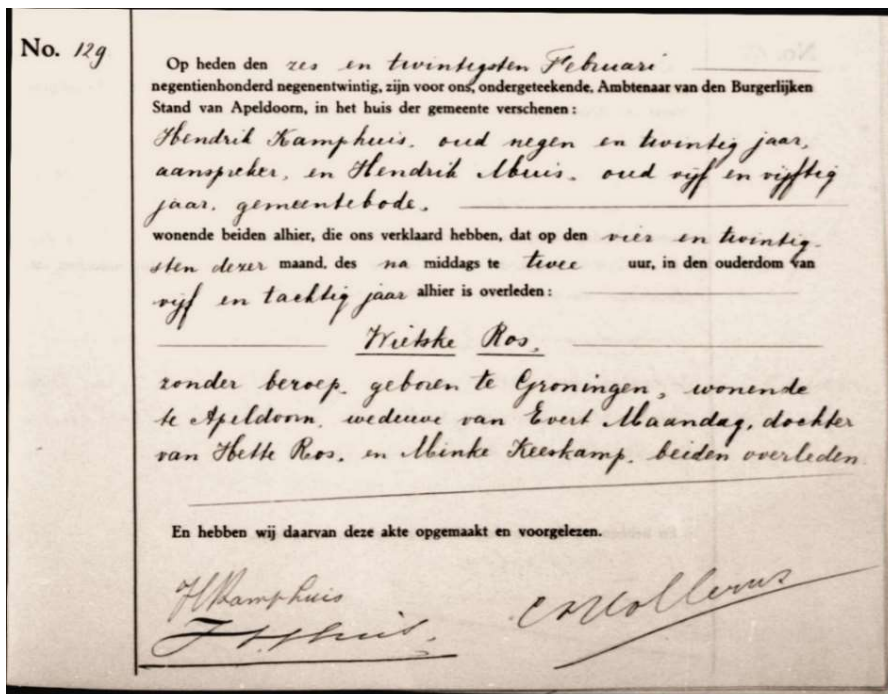 No. 129
Op heden den zes en twintigsten Februari
negentienhonderd negenentwintig, zijn voor ons, ondergeteekende, Ambtenaar van den Burgerlijken
Stand van Apeldoorn, in het huis der gemeente verschenen:
Hendrik Kamphuis, oud negen en twintig jaar,
aanspreker, en Hendrik Muis, oud vijf en vijftig
jaar, gemeentebode,
wonende beiden alhier, die ons verklaard hebben, dat op den vier en twintig-
sten dezer maand, des na middags te twee uur, in den ouderdom van
vijf en tachtig jaar alhier is overleden:
Wietske Ros,
zonder beroep, geboren te Groningen, wonende
te Apeldoorn, weduwe van Evert Maandag, dochter
van Hette Ros, en Minke Keeskamp, beiden overleden.
En hebben wij daarvan deze akte opgemaakt en voorgelezen.
HKamphuis